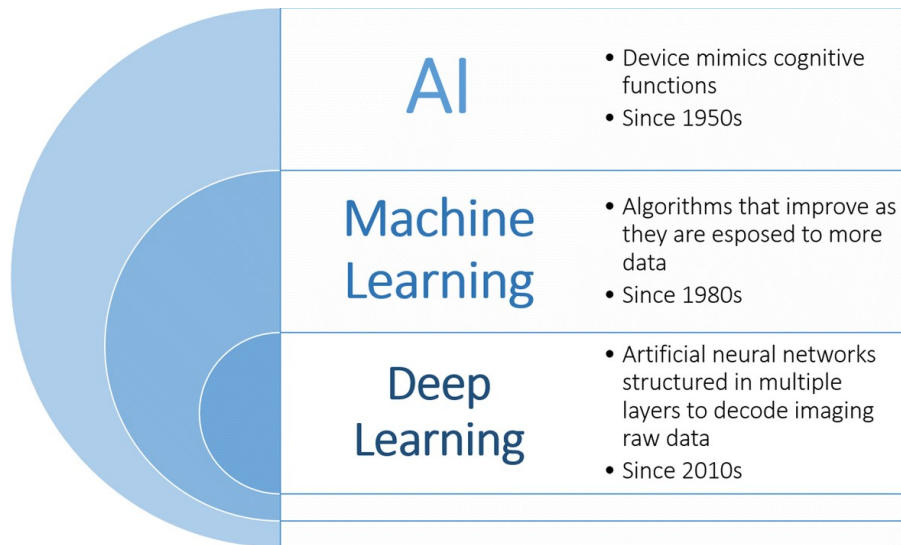 AI
• Device mimics cognitive
functions
• Since 1950s
Machine
Learning
• Algorithms that improve as
they are esposed to more
data
• Since 1980s
Deep
Learning
• Artificial neural networks
structured in multiple
layers to decode imaging
raw data
• Since 2010s